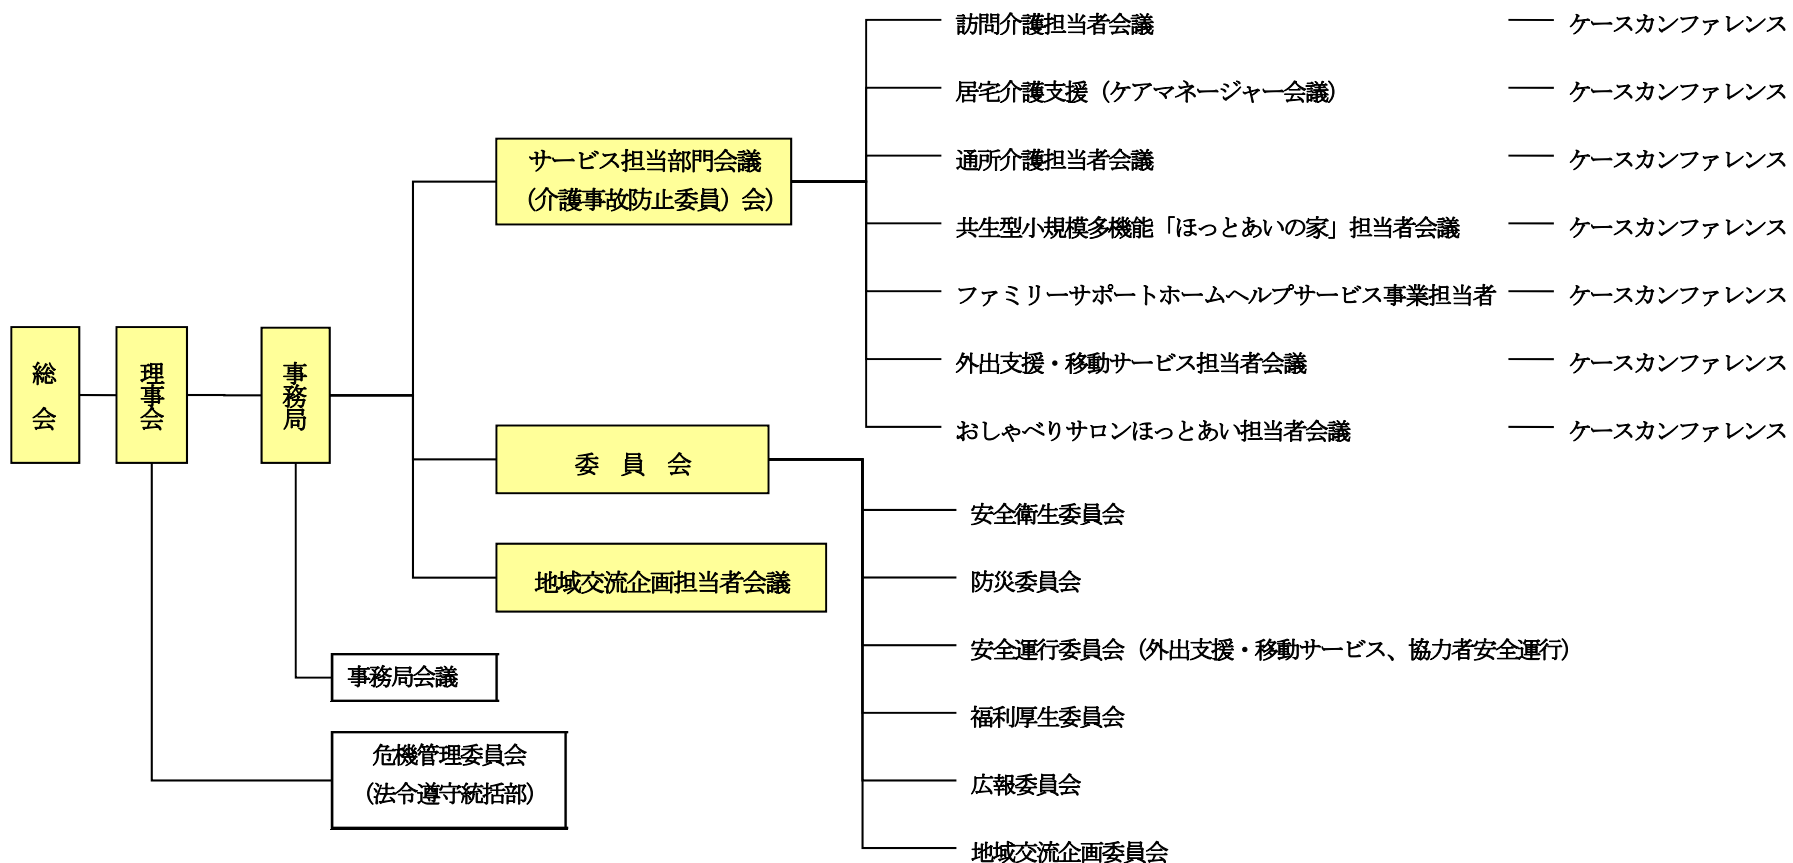 総会
理事会
事務局
サービス担当部門会議
(介護事故防止委員)会)
委 員 会
地域交流企画担当者会議
事務局会議
危機管理委員会
(法令遵守統括部)
訪問介護担当者会議 ケースカンファレンス
居宅介護支援(ケアマネージャー会議) ケースカンファレンス
通所介護担当者会議 ケースカンファレンス
共生型小規模多機能「ほっとあいの家」担当者会議 ケースカンファレンス
ファミリーサポートホームヘルプサービス事業担当者 ケースカンファレンス
外出支援・移動サービス担当者会議 ケースカンファレンス
おしゃべりサロンほっとあい担当者会議 ケースカンファレンス
安全衛生委員会
防災委員会
安全運行委員会(外出支援・移動サービス、協力者安全運行)
福利厚生委員会
広報委員会
地域交流企画委員会